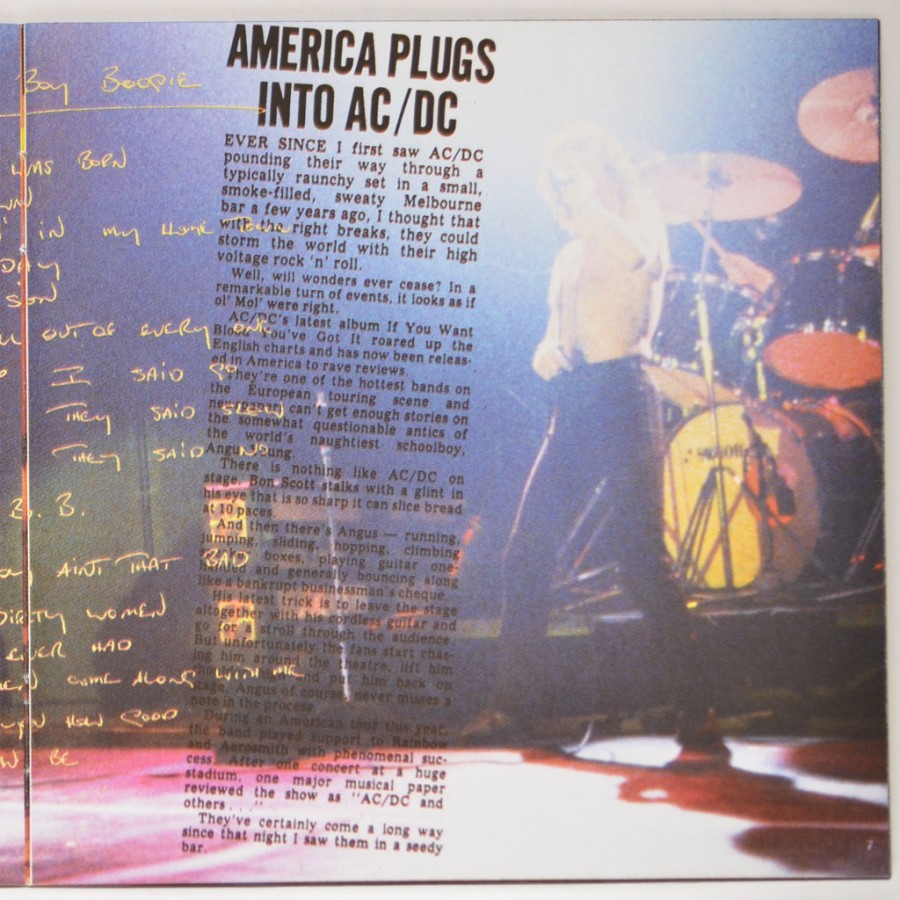 Boy Boogie
WAS BORN
WN
IN MY HOME TOWN
DAY
SON
OUT OF EVERY ONE
I SAID
THEY SAID
THEY SAID NO
B. B.
AINT THAT BAD
DIRTY WOMEN
EVER HAD
COME ALONG WITH ME
HOW GOOD
BE
AMERICA PLUGS
INTO AC/DC
EVER SINCE I first saw AC/DC
pounding their way through a
typically raunchy set in a small,
smoke-filled, sweaty Melbourne
bar a few years ago, I thought that
with the right breaks, they could
storm the world with their high
voltage rock 'n' roll.
Well, will wonders ever cease? In a
remarkable turn of events, it looks as if
ol' Mol' were right.
AC/DC's latest album If You Want
Blood You've Got It roared up the
English charts and has now been releas-
ed in America to rave reviews.
They're one of the hottest bands on
the European touring scene and
newspapers can't get enough stories on
the somewhat questionable antics of
the world's naughtiest schoolboy,
Angus Young.
There is nothing like AC/DC on
stage. Bon Scott stalks with a glint in
his eye that is so sharp it can slice bread
at 10 paces.
And then there's Angus — running,
jumping, sliding, hopping, climbing
boxes, playing guitar one-
handed and generally bouncing along
like a bankrupt businessman's cheque.
His latest trick is to leave the stage
altogether with his cordless guitar and
go for a stroll through the audience.
But unfortunately the fans start chas-
ing him around the theatre, lift him
and put him back on
stage. Angus of course, never misses a
note in the process.
During an American tour this year,
the band played support to Rainbow
and Aerosmith with phenomenal suc-
cess. After one concert at a huge
stadium, one major musical paper
reviewed the show as "AC/DC and
others . . ."
They've certainly come a long way
since that night I saw them in a seedy
bar.
7